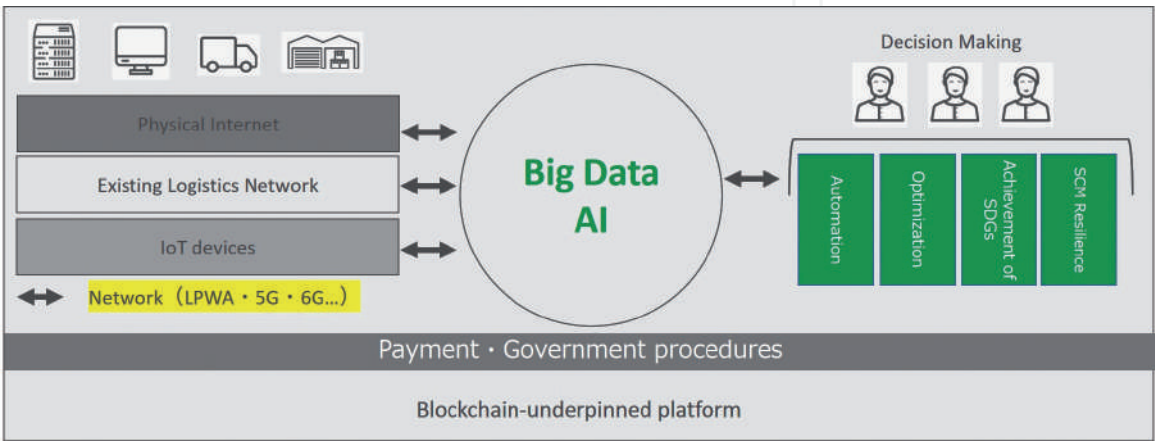 Decision Making
Physical Internet
Existing Logistics Network
IoT devices
Network（LPWA・5G・6G...）
Big Data
AI
Automation
Optimization
Achievement of
SDGs
SCM Resilience
Payment・Government procedures
Blockchain-underpinned platform